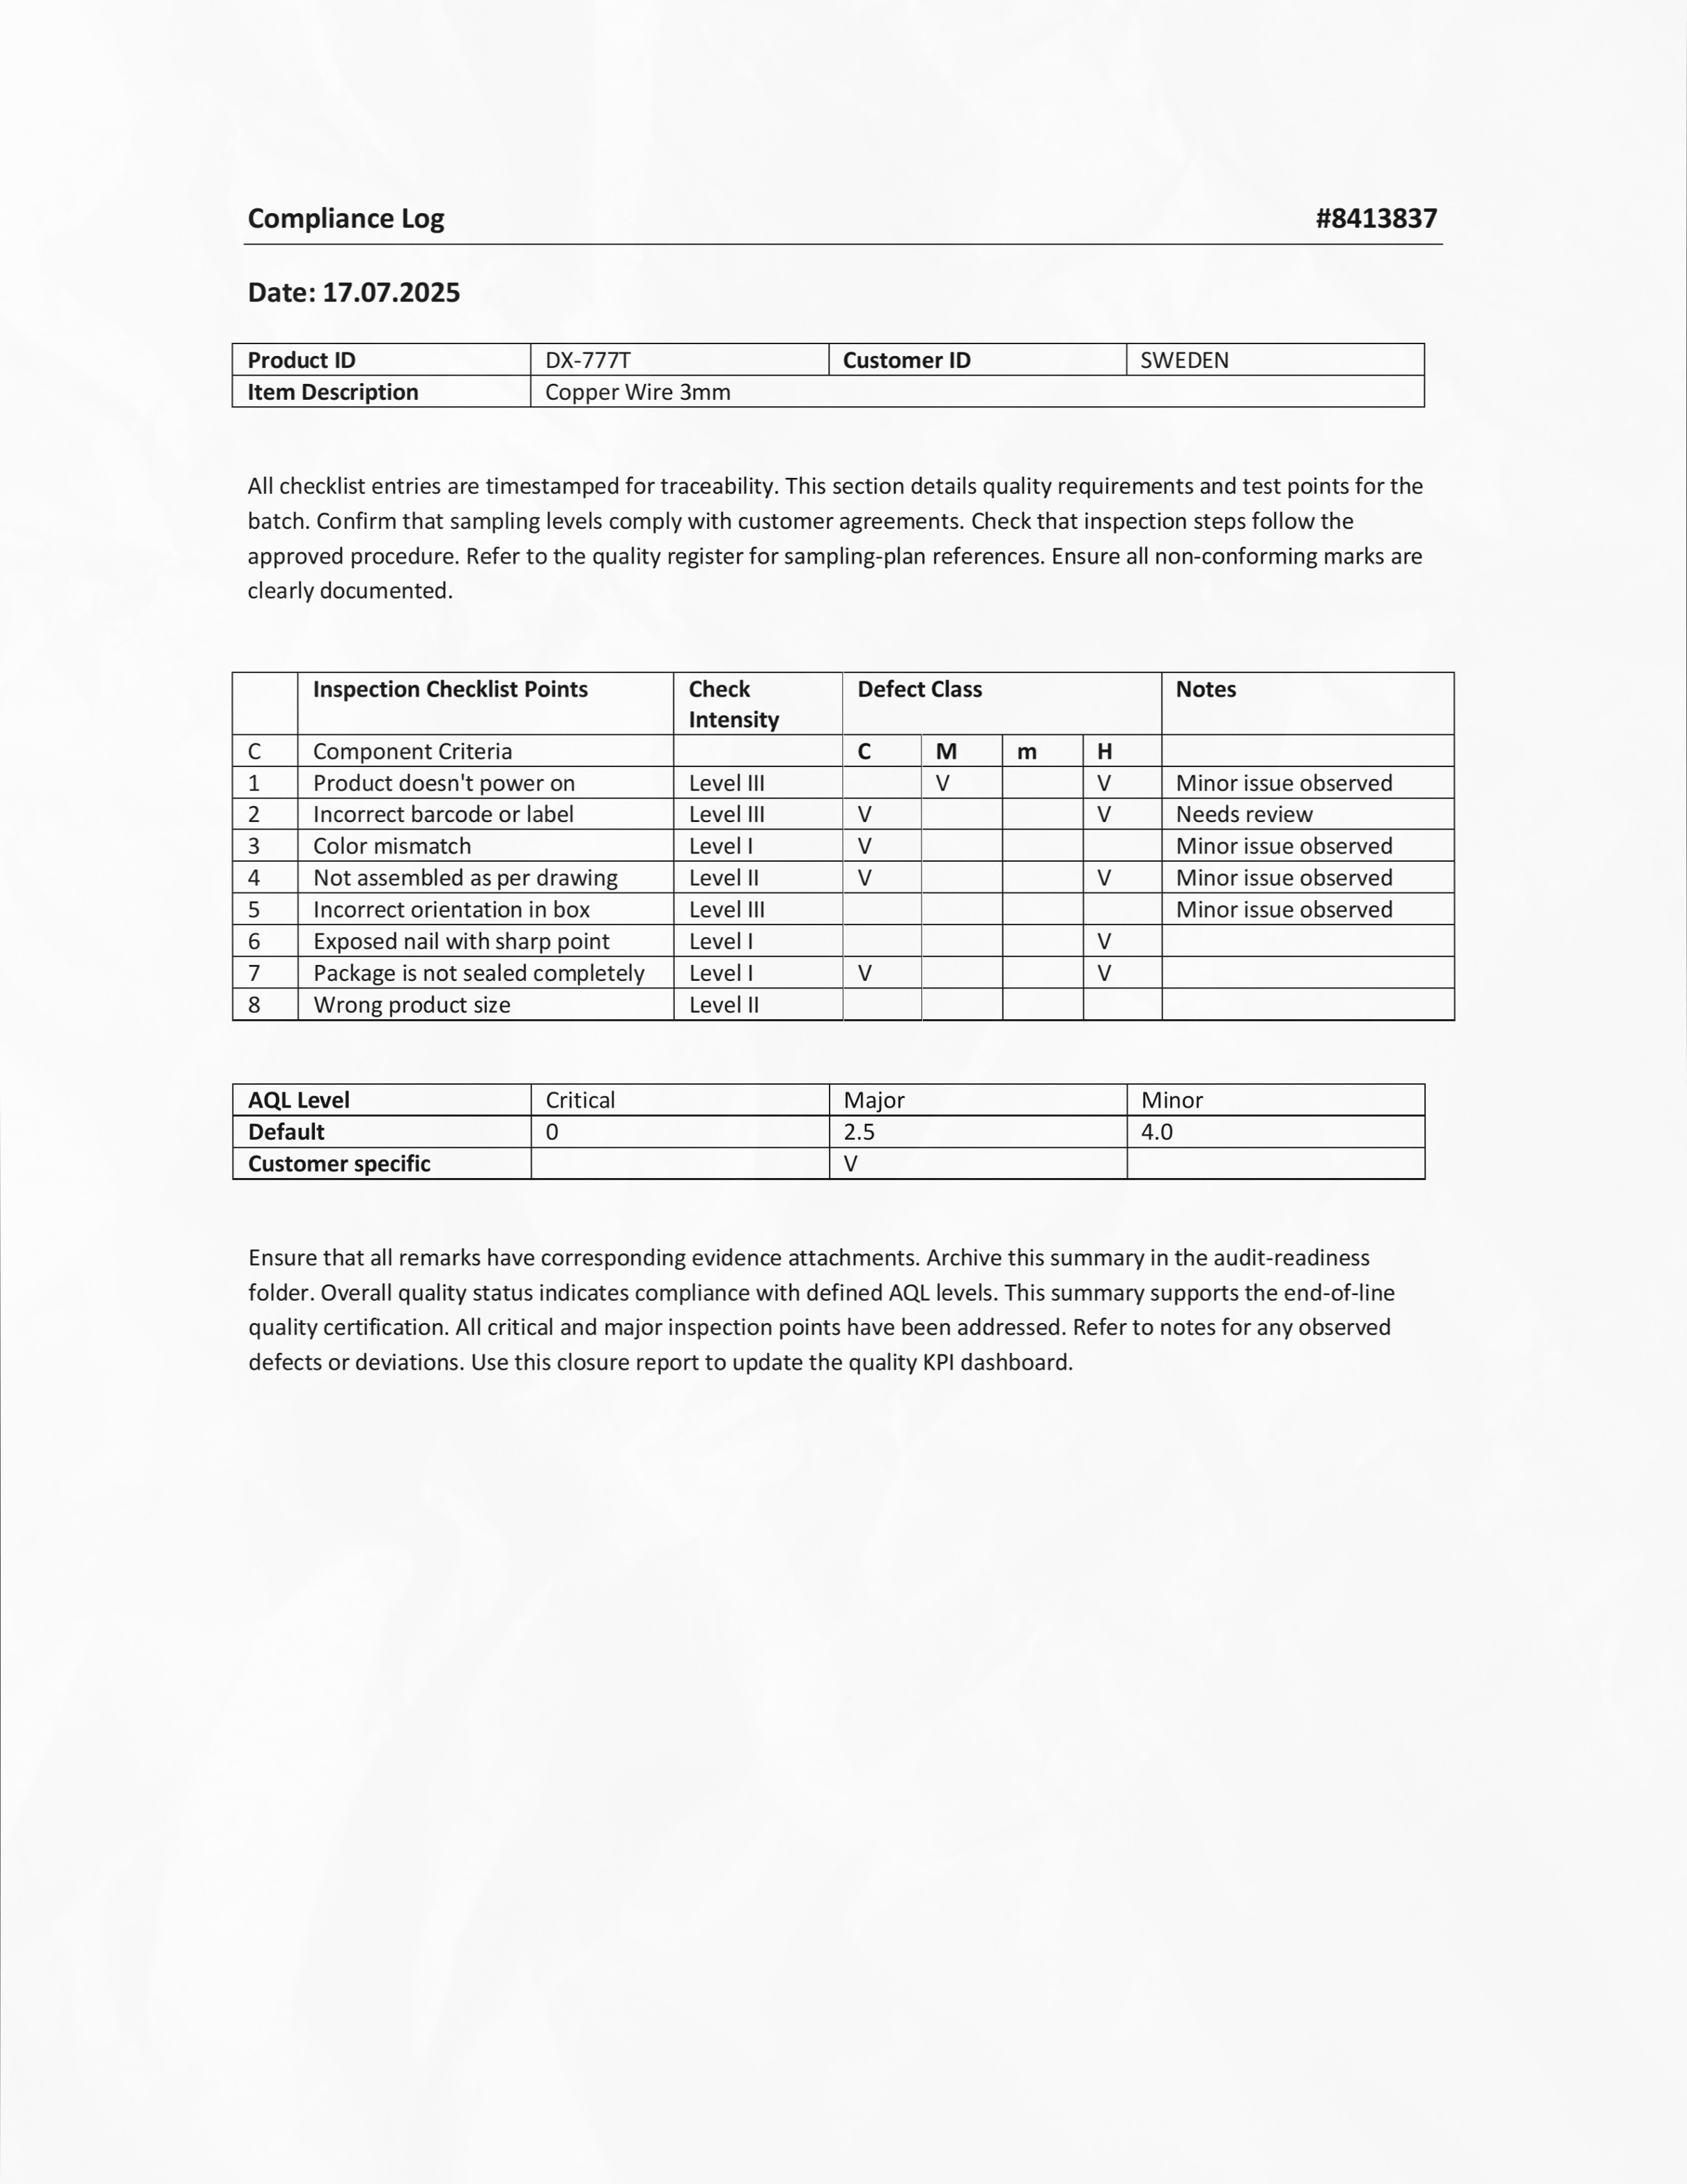 Compliance Log #8413837
Date: 17.07.2025
Product ID DX-777T Customer ID SWEDEN
Item Description Copper Wire 3mm
All checklist entries are timestamped for traceability. This section details quality requirements and test points for the
batch. Confirm that sampling levels comply with customer agreements. Check that inspection steps follow the
approved procedure. Refer to the quality register for sampling-plan references. Ensure all non-conforming marks are
clearly documented.
Inspection Checklist Points Check Defect Class Notes
Intensity
C Component Criteria C M m H
1 Product doesn't power on Level III V V Minor issue observed
2 Incorrect barcode or label Level III V V Needs review
3 Color mismatch Level I V Minor issue observed
4 Not assembled as per drawing Level II V V Minor issue observed
5 Incorrect orientation in box Level III Minor issue observed
6 Exposed nail with sharp point Level I V
7 Package is not sealed completely Level I V V
8 Wrong product size Level II
AQL Level Critical Major Minor
Default 0 2.5 4.0
Customer specific V
Ensure that all remarks have corresponding evidence attachments. Archive this summary in the audit-readiness
folder. Overall quality status indicates compliance with defined AQL levels. This summary supports the end-of-line
quality certification. All critical and major inspection points have been addressed. Refer to notes for any observed
defects or deviations. Use this closure report to update the quality KPI dashboard.